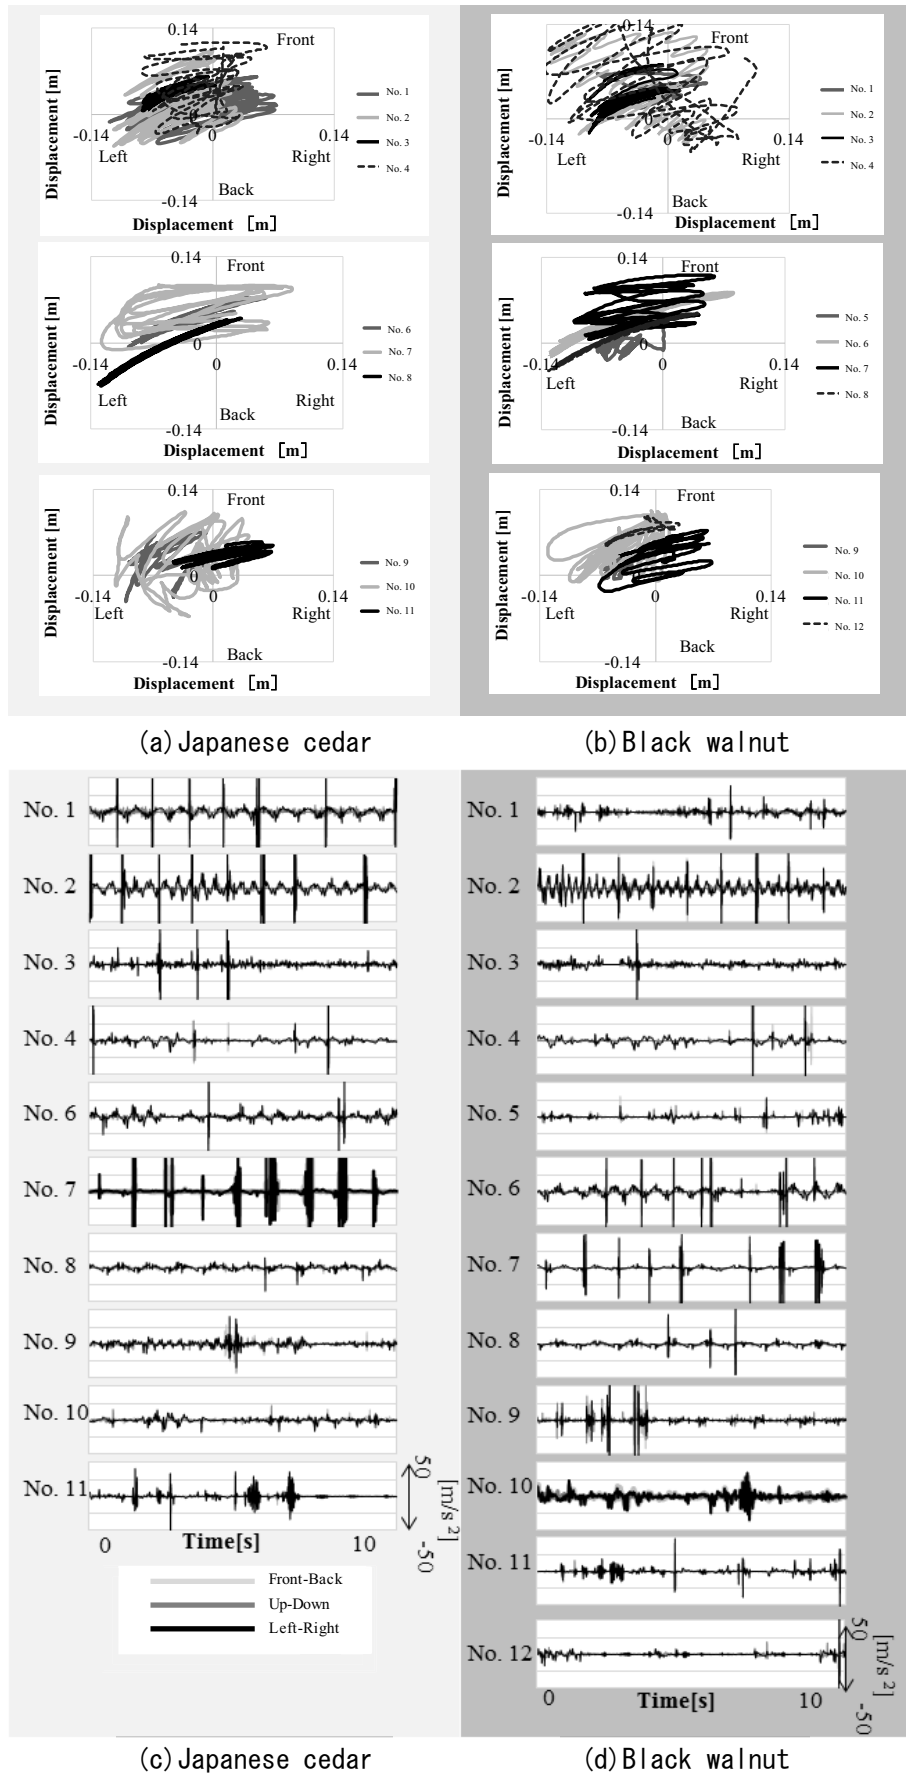 0.14
Front
Displacement [m]
No. 1
No. 2
No. 3
No. 4
-0.14
0
0
0.14
Left
Right
Back
-0.14
Displacement [m]
0.14
Front
Displacement [m]
No. 1
No. 2
No. 3
No. 4
-0.14
0
0
0.14
Left
Right
Back
-0.14
Displacement [m]
0.14
Front
Displacement [m]
No. 6
No. 7
No. 8
0
-0.14
0
0.14
Left
Right
Back
-0.14
Displacement [m]
0.14
Front
Displacement [m]
No. 5
No. 6
No. 7
No. 8
0
-0.14
0
0.14
Left
Right
Back
-0.14
Displacement [m]
0.14
Front
Displacement [m]
No. 9
No. 10
No. 11
0
-0.14
0
0.14
Left
Right
Back
-0.14
Displacement [m]
0.14
Front
Displacement [m]
No. 9
No. 10
No. 11
No. 12
0
-0.14
0
0.14
Left
Right
Back
-0.14
Displacement [m]
(a)Japanese cedar
(b)Black walnut
No. 1
No. 2
No. 3
No. 4
No. 6
No. 7
No. 8
No. 9
No. 10
No. 11
50
[m/s²]
-50
0
Time[s]
10
Front-Back
Up-Down
Left-Right
No. 1
No. 2
No. 3
No. 4
No. 5
No. 6
No. 7
No. 8
No. 9
No. 10
No. 11
No. 12
50
[m/s²]
-50
0
Time[s]
10
(c)Japanese cedar
(d)Black walnut